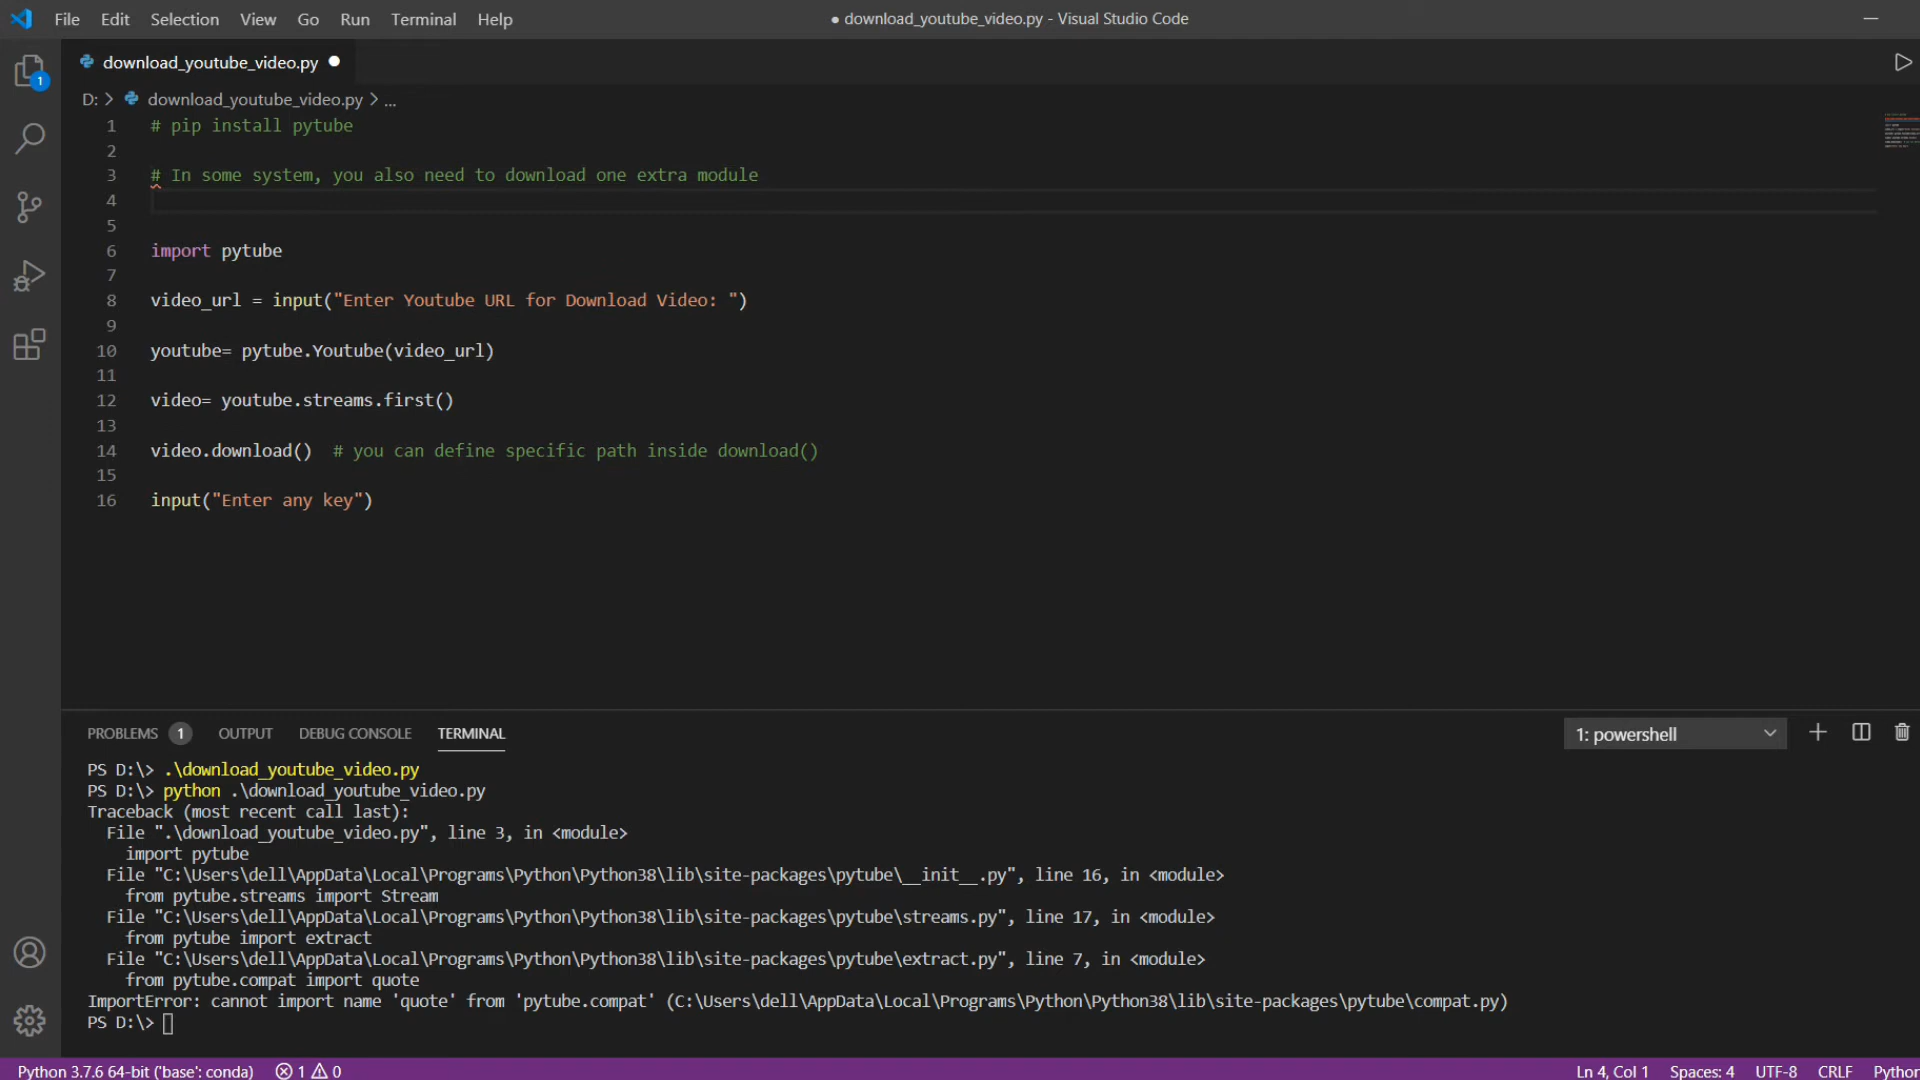 File Edit Selection View Go Run Terminal Help
● download_youtube_video.py - Visual Studio Code
download_youtube_video.py
1
D: > download_youtube_video.py > ...
1 # pip install pytube
2
3 # In some system, you also need to download one extra module
4
5
6 import pytube
7
8 video_url = input("Enter Youtube URL for Download Video: ")
9
10 youtube= pytube.Youtube(video_url)
11
12 video= youtube.streams.first()
13
14 video.download()  # you can define specific path inside download()
15
16 input("Enter any key")
PROBLEMS 1 OUTPUT DEBUG CONSOLE TERMINAL 1: powershell
PS D:\> .\download_youtube_video.py
PS D:\> python .\download_youtube_video.py
Traceback (most recent call last):
  File ".\download_youtube_video.py", line 3, in <module>
    import pytube
  File "C:\Users\dell\AppData\Local\Programs\Python\Python38\lib\site-packages\pytube\__init__.py", line 16, in <module>
    from pytube.streams import Stream
  File "C:\Users\dell\AppData\Local\Programs\Python\Python38\lib\site-packages\pytube\streams.py", line 17, in <module>
    from pytube import extract
  File "C:\Users\dell\AppData\Local\Programs\Python\Python38\lib\site-packages\pytube\extract.py", line 7, in <module>
    from pytube.compat import quote
ImportError: cannot import name 'quote' from 'pytube.compat' (C:\Users\dell\AppData\Local\Programs\Python\Python38\lib\site-packages\pytube\compat.py)
PS D:\>
Python 3.7.6 64-bit ('base': conda) 1 0 Ln 4, Col 1 Spaces: 4 UTF-8 CRLF Python